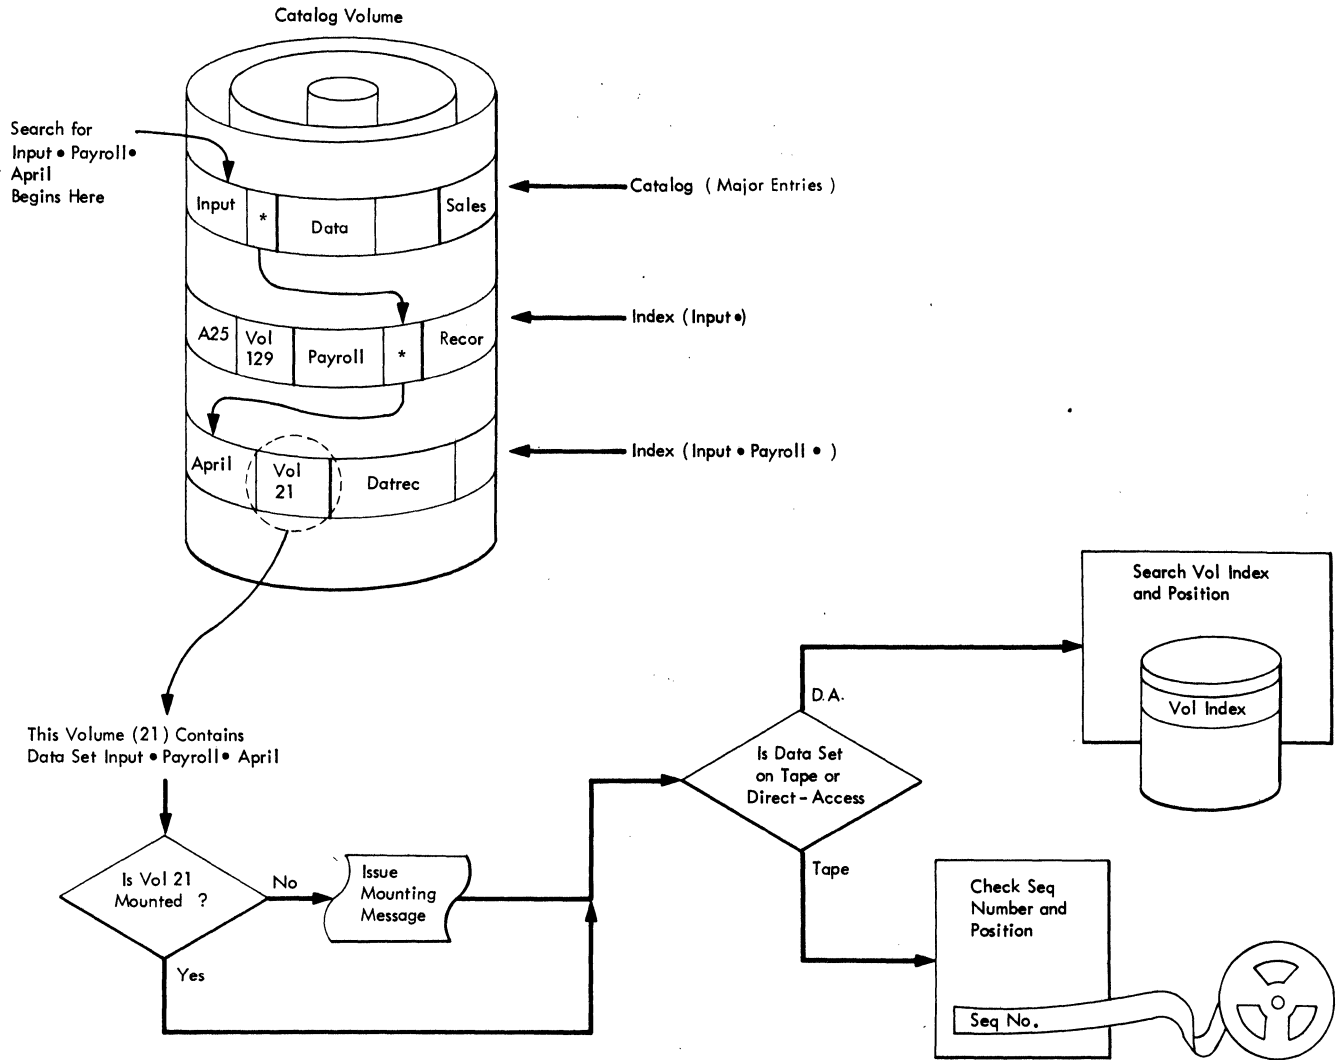 Catalog Volume
Search for
Input • Payroll •
April
Begins Here
Input
*
Data
Sales
Catalog ( Major Entries )
A25
Vol
129
Payroll
*
Recor
Index (Input •)
April
Vol
21
Datrec
Index (Input • Payroll • )
This Volume (21) Contains
Data Set Input • Payroll • April
Is Vol 21
Mounted ?
No
Yes
Issue
Mounting
Message
Is Data Set
on Tape or
Direct - Access
D.A.
Tape
Search Vol Index
and Position
Vol Index
Check Seq
Number and
Position
Seq No.